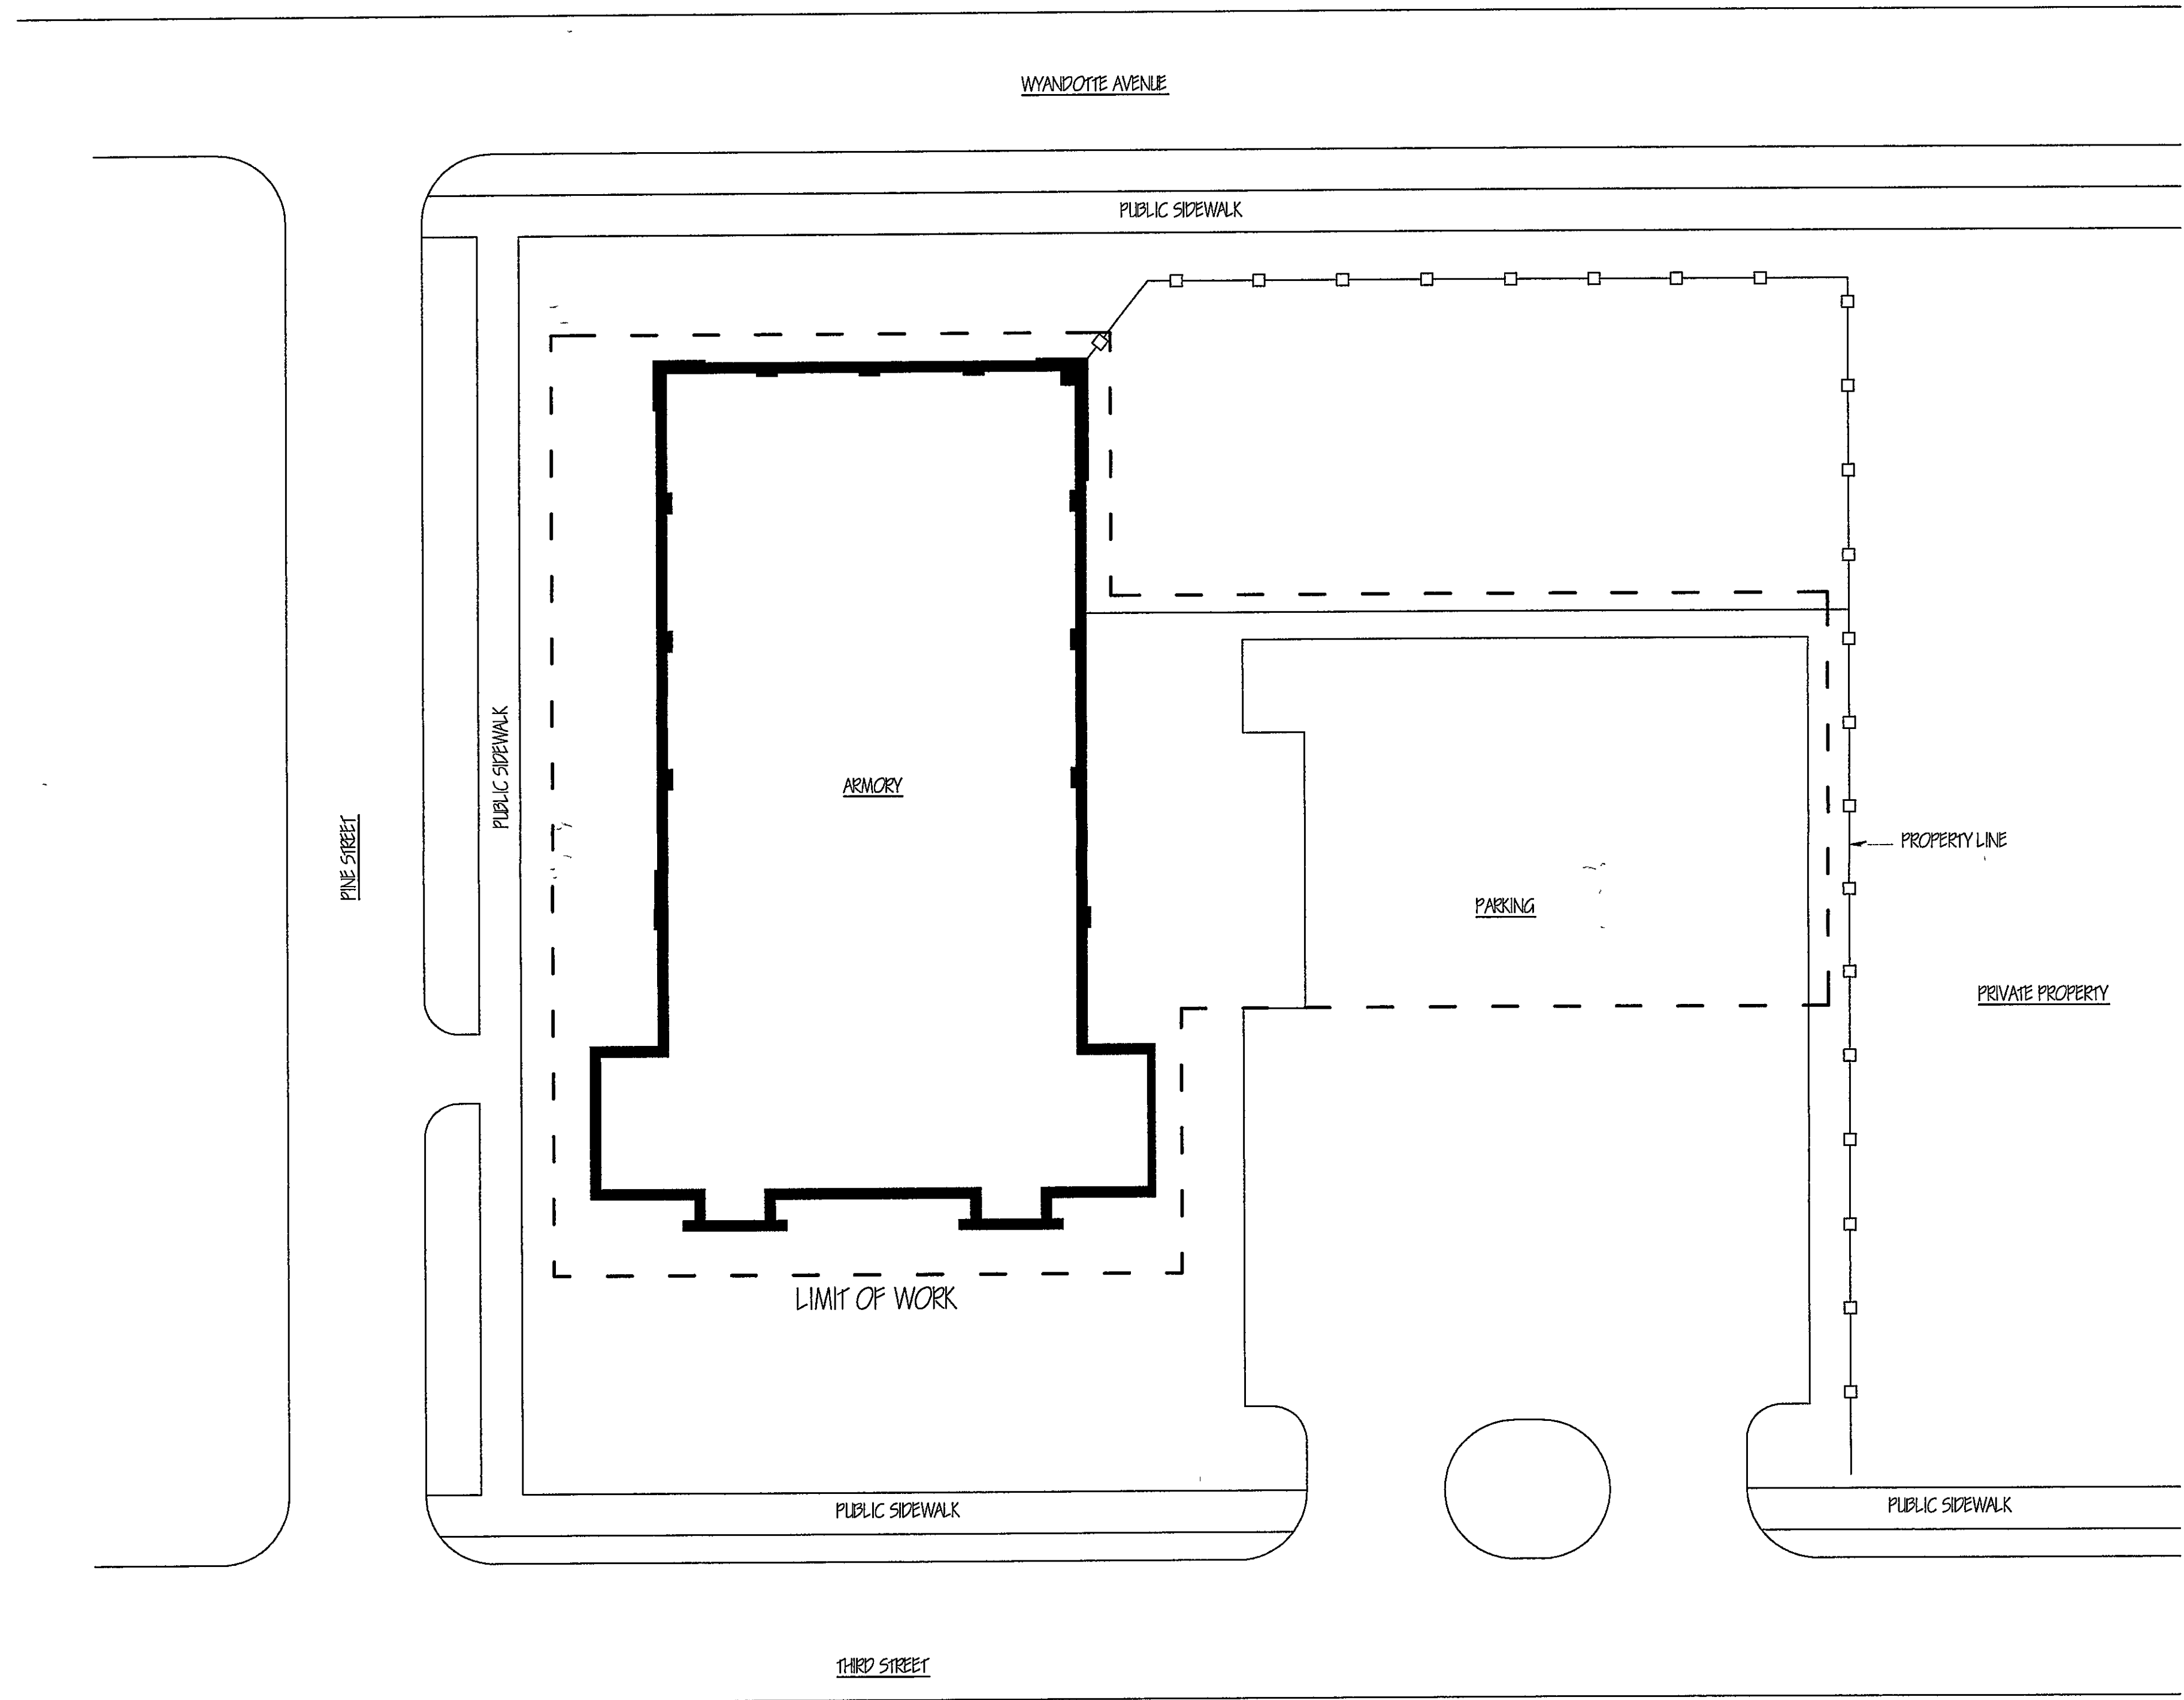 WYANDOTTE AVENUE
PUBLIC SIDEWALK
PUBLIC SIDEWALK
ARMORY
PINE STREET
PROPERTY LINE
PARKING
PRIVATE PROPERTY
LIMIT OF WORK
PUBLIC SIDEWALK
PUBLIC SIDEWALK
THIRD STREET